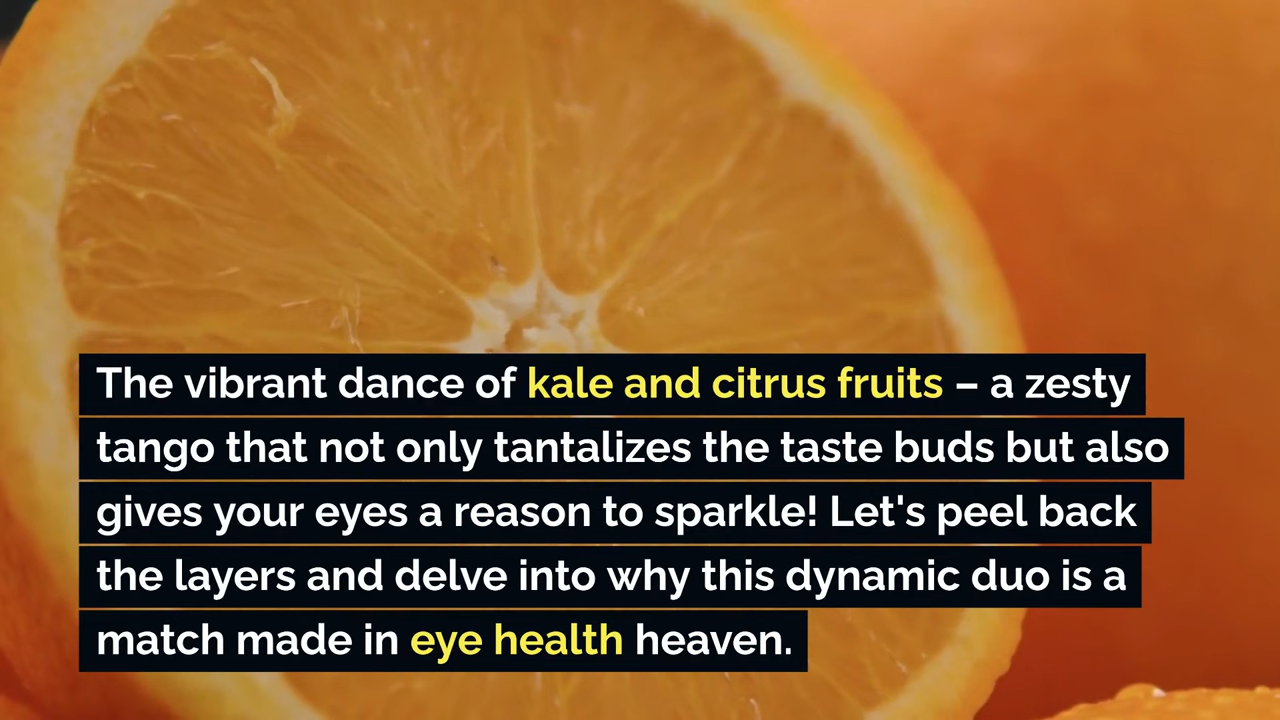 The vibrant dance of kale and citrus fruits – a zesty
tango that not only tantalizes the taste buds but also
gives your eyes a reason to sparkle! Let's peel back
the layers and delve into why this dynamic duo is a
match made in eye health heaven.